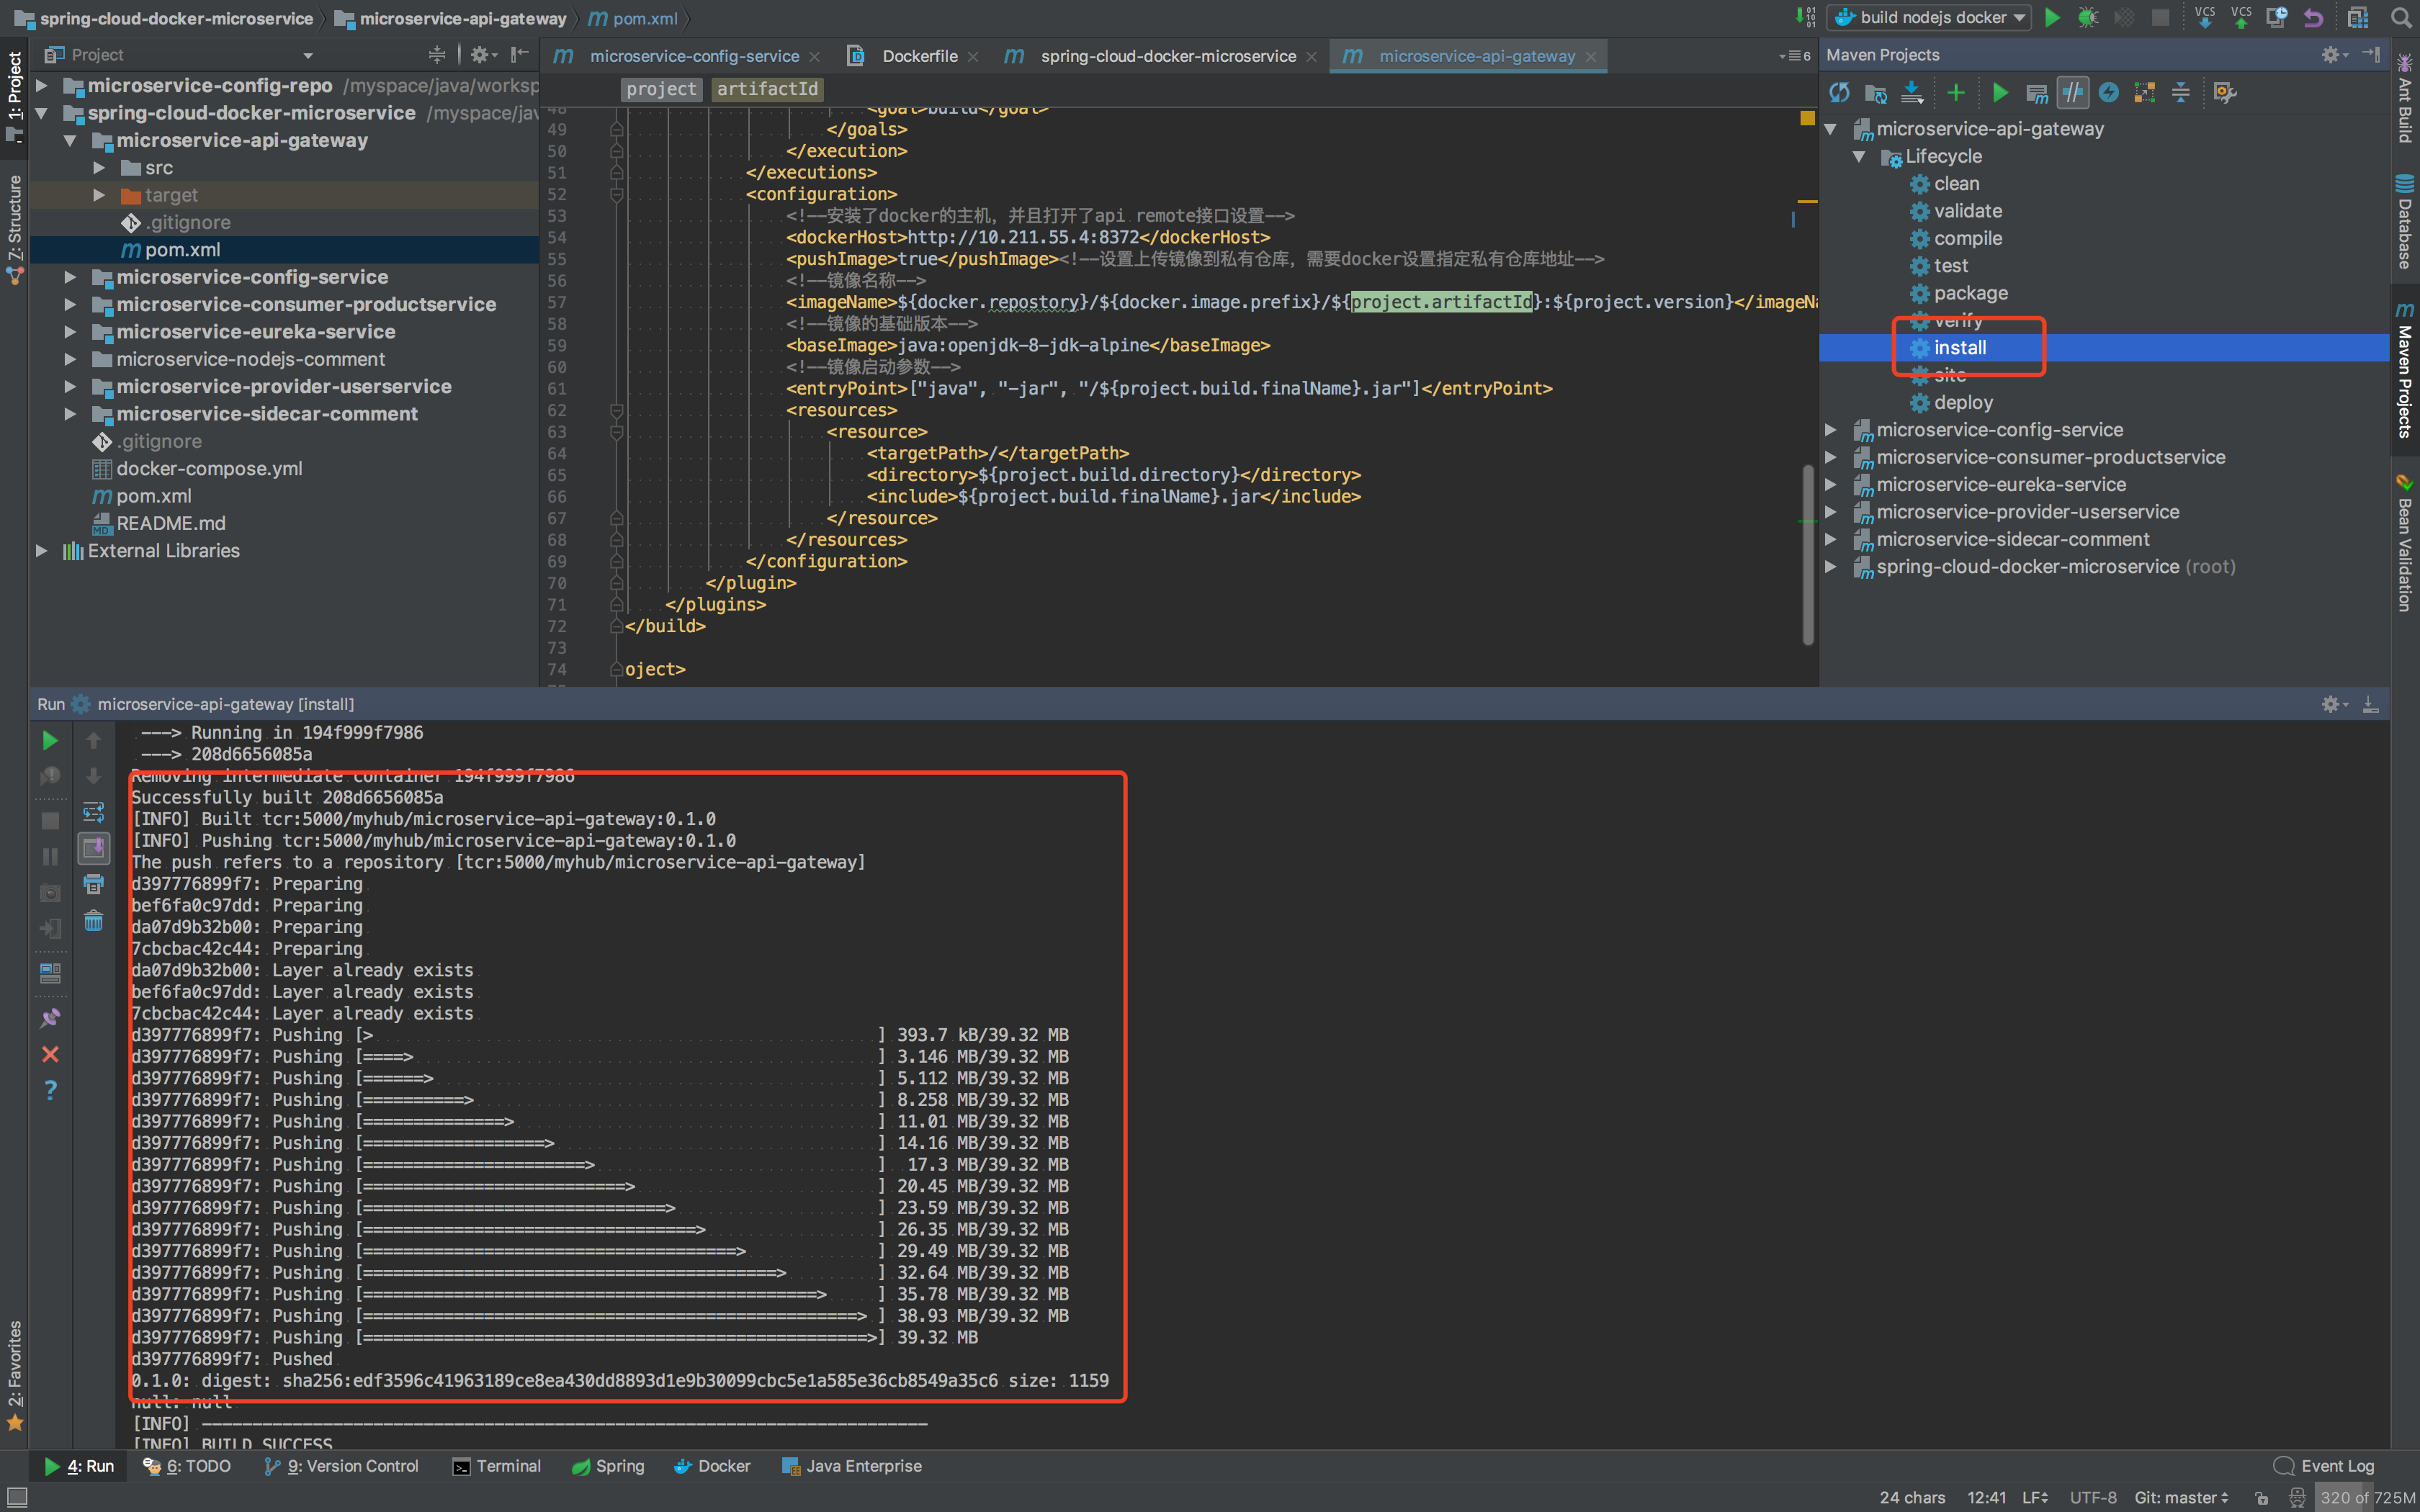 spring-cloud-docker-microservice microservice-api-gateway pom.xml
build nodejs docker
VCS VCS
1: Project
7: Structure
2: Favorites
Project
microservice-config-repo /myspace/java/worksp
spring-cloud-docker-microservice /myspace/jav
microservice-api-gateway
src
target
.gitignore
pom.xml
microservice-config-service
microservice-consumer-productservice
microservice-eureka-service
microservice-nodejs-comment
microservice-provider-userservice
microservice-sidecar-comment
.gitignore
docker-compose.yml
pom.xml
README.md
External Libraries
microservice-config-service Dockerfile spring-cloud-docker-microservice microservice-api-gateway
6
project artifactId
48 <goal>build</goal>
49 </goals>
50 </execution>
51 </executions>
52 <configuration>
53 <!--安装了docker的主机，并且打开了api remote接口设置-->
54 <dockerHost>http://10.211.55.4:8372</dockerHost>
55 <pushImage>true</pushImage><!--设置上传镜像到私有仓库，需要docker设置指定私有仓库地址-->
56 <!--镜像名称-->
57 <imageName>${docker.repostory}/${docker.image.prefix}/${project.artifactId}:${project.version}</imageNa
58 <!--镜像的基础版本-->
59 <baseImage>java:openjdk-8-jdk-alpine</baseImage>
60 <!--镜像启动参数-->
61 <entryPoint>["java", "-jar", "/${project.build.finalName}.jar"]</entryPoint>
62 <resources>
63 <resource>
64 <targetPath>/</targetPath>
65 <directory>${project.build.directory}</directory>
66 <include>${project.build.finalName}.jar</include>
67 </resource>
68 </resources>
69 </configuration>
70 </plugin>
71 </plugins>
72 </build>
73
74 oject>
Maven Projects
microservice-api-gateway
Lifecycle
clean
validate
compile
test
package
verify
install
site
deploy
microservice-config-service
microservice-consumer-productservice
microservice-eureka-service
microservice-provider-userservice
microservice-sidecar-comment
spring-cloud-docker-microservice (root)
Ant Build
Database
Maven Projects
Bean Validation
Run microservice-api-gateway [install]
---> Running in 194f999f7986
---> 208d6656085a
Removing intermediate container 194f999f7986
Successfully built 208d6656085a
[INFO] Built tcr:5000/myhub/microservice-api-gateway:0.1.0
[INFO] Pushing tcr:5000/myhub/microservice-api-gateway:0.1.0
The push refers to a repository [tcr:5000/myhub/microservice-api-gateway]
d397776899f7: Preparing
bef6fa0c97dd: Preparing
da07d9b32b00: Preparing
7cbcbac42c44: Preparing
da07d9b32b00: Layer already exists
bef6fa0c97dd: Layer already exists
7cbcbac42c44: Layer already exists
d397776899f7: Pushing [> ] 393.7 kB/39.32 MB
d397776899f7: Pushing [====> ] 3.146 MB/39.32 MB
d397776899f7: Pushing [======> ] 5.112 MB/39.32 MB
d397776899f7: Pushing [==========> ] 8.258 MB/39.32 MB
d397776899f7: Pushing [==============> ] 11.01 MB/39.32 MB
d397776899f7: Pushing [==================> ] 14.16 MB/39.32 MB
d397776899f7: Pushing [======================> ] 17.3 MB/39.32 MB
d397776899f7: Pushing [==========================> ] 20.45 MB/39.32 MB
d397776899f7: Pushing [==============================> ] 23.59 MB/39.32 MB
d397776899f7: Pushing [=================================> ] 26.35 MB/39.32 MB
d397776899f7: Pushing [=====================================> ] 29.49 MB/39.32 MB
d397776899f7: Pushing [=========================================> ] 32.64 MB/39.32 MB
d397776899f7: Pushing [=============================================> ] 35.78 MB/39.32 MB
d397776899f7: Pushing [=================================================> ] 38.93 MB/39.32 MB
d397776899f7: Pushing [==================================================>] 39.32 MB
d397776899f7: Pushed
0.1.0: digest: sha256:edf3596c41963189ce8ea430dd8893d1e9b30099cbc5e1a585e36cb8549a35c6 size: 1159
null: null
[INFO] ------------------------------------------------------------------------
[INFO] BUILD SUCCESS
4: Run 6: TODO 9: Version Control Terminal Spring Docker Java Enterprise Event Log
24 chars 12:41 LF UTF-8 Git: master 320 of 725M